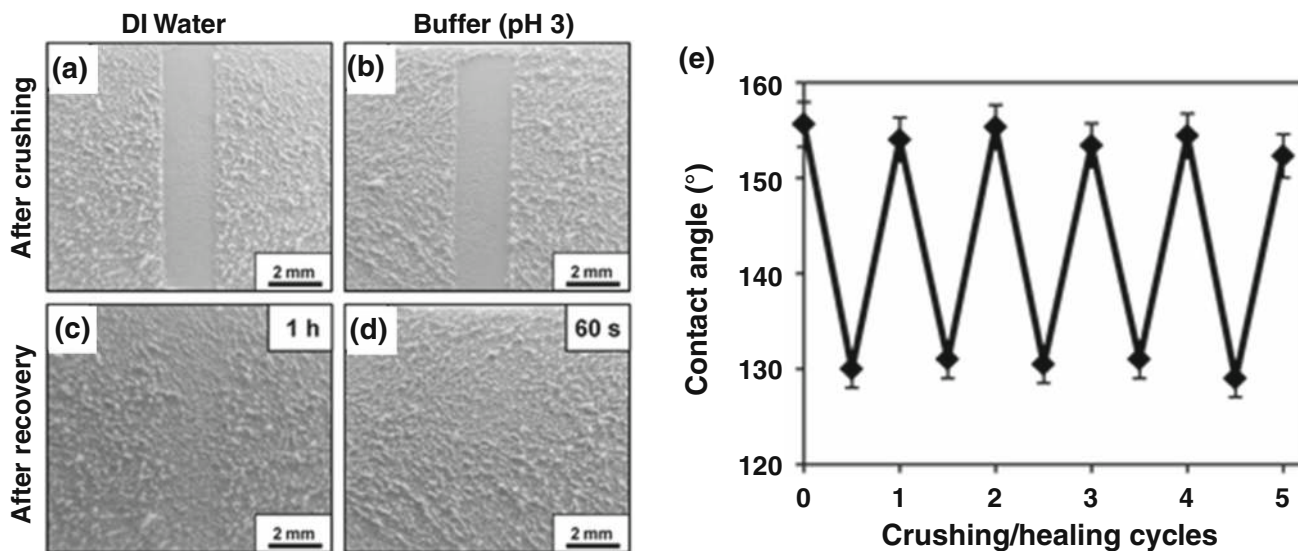 DI Water
Buffer (pH 3)
After crushing
(a)
2 mm
(b)
2 mm
After recovery
(c)
1 h
2 mm
(d)
60 s
2 mm
(e)
Contact angle (°)
160
150
140
130
120
0 1 2 3 4 5
Crushing/healing cycles